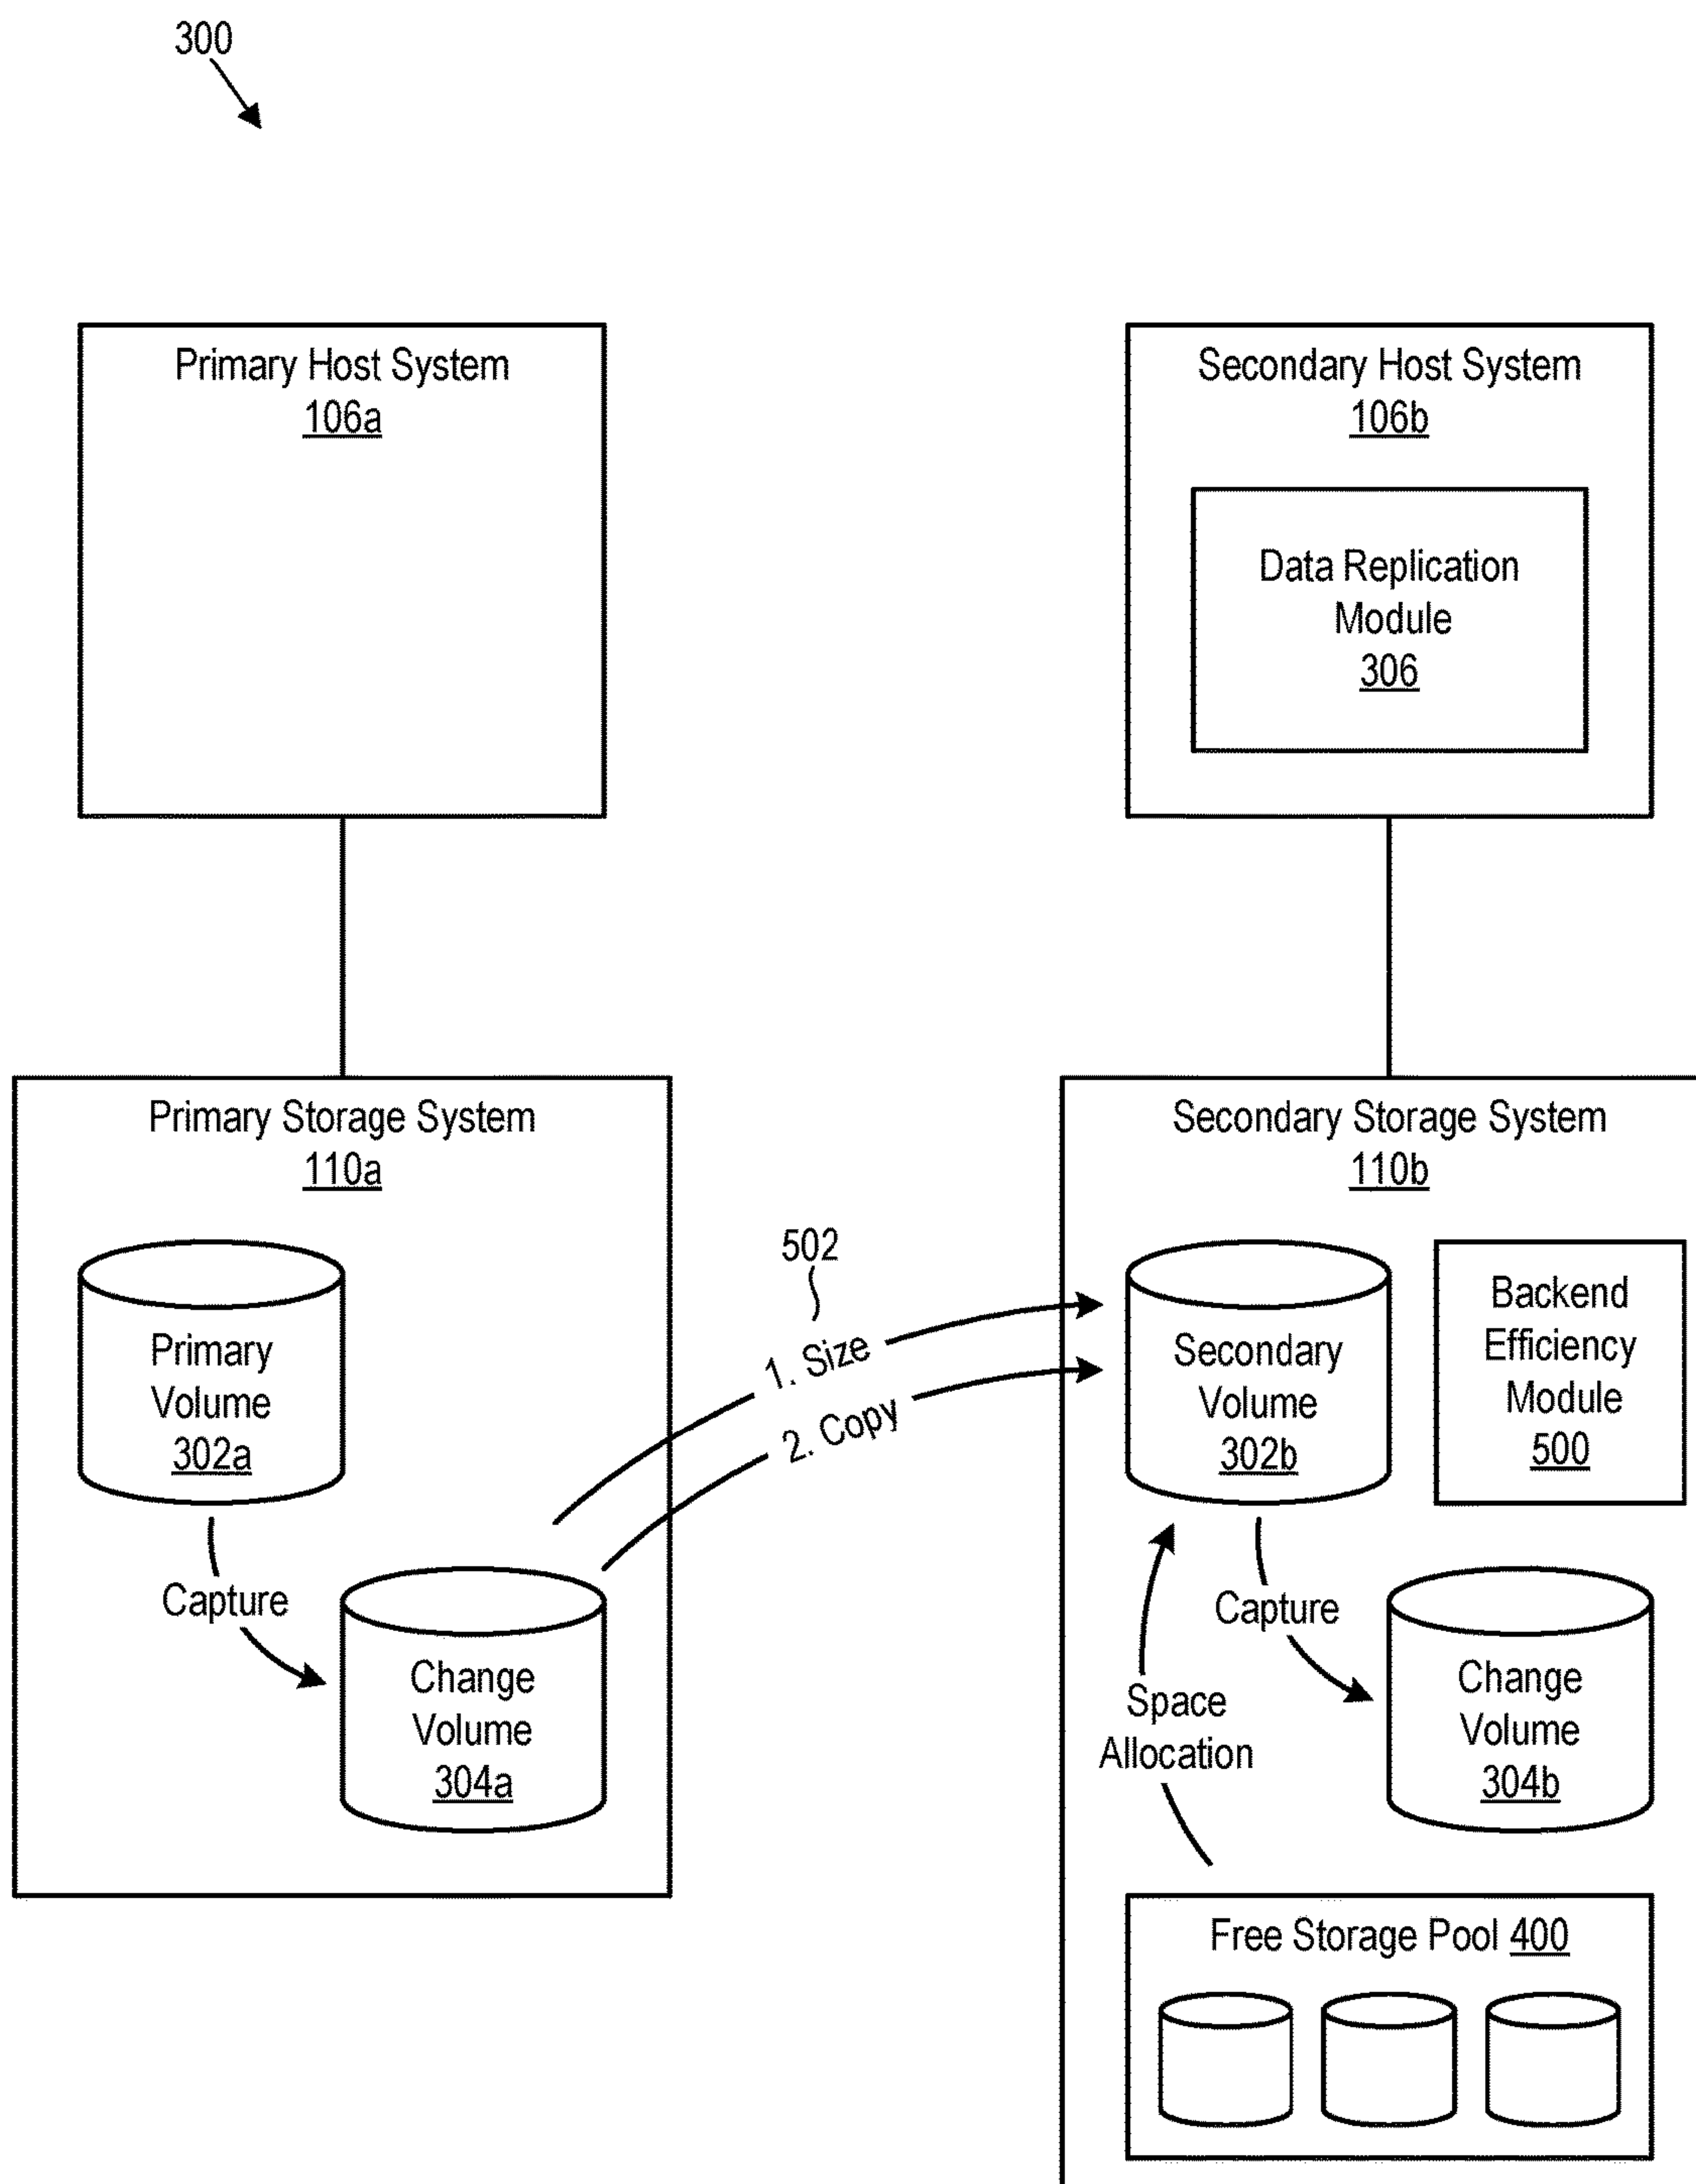 300
Primary Host System
106a
Secondary Host System
106b
Data Replication
Module
306
Primary Storage System
110a
Primary
Volume
302a
Capture
Change
Volume
304a
502
1. Size
2. Copy
Secondary Storage System
110b
Secondary
Volume
302b
Backend
Efficiency
Module
500
Capture
Space
Allocation
Change
Volume
304b
Free Storage Pool 400